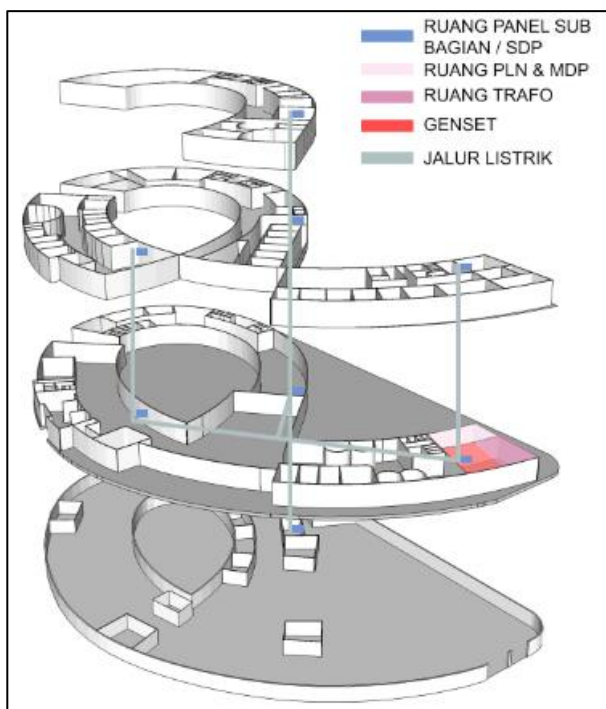 RUANG PANEL SUB
BAGIAN / SDP
RUANG PLN & MDP
RUANG TRAFO
GENSET
JALUR LISTRIK